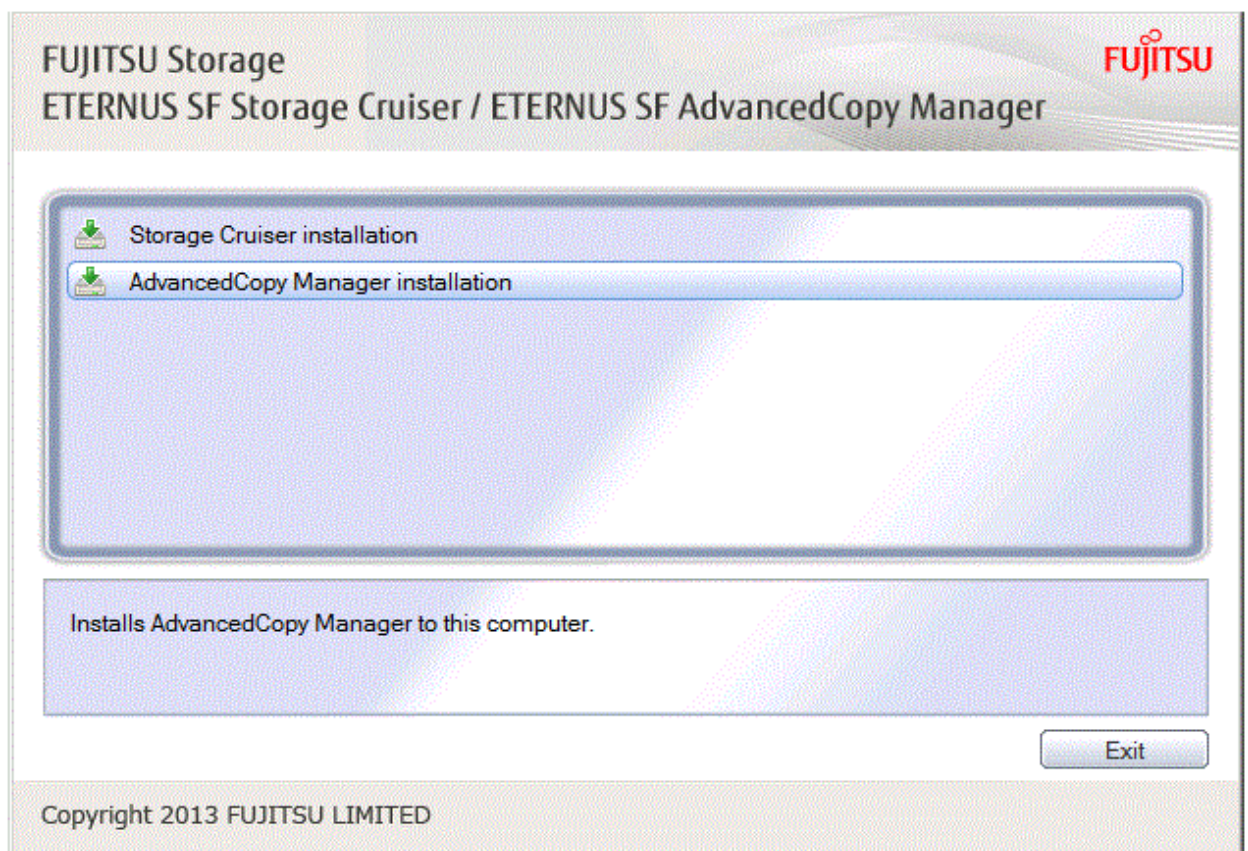 FUJITSU Storage
FUJITSU
ETERNUS SF Storage Cruiser / ETERNUS SF AdvancedCopy Manager
Storage Cruiser installation
AdvancedCopy Manager installation
Installs AdvancedCopy Manager to this computer.
Exit
Copyright 2013 FUJITSU LIMITED